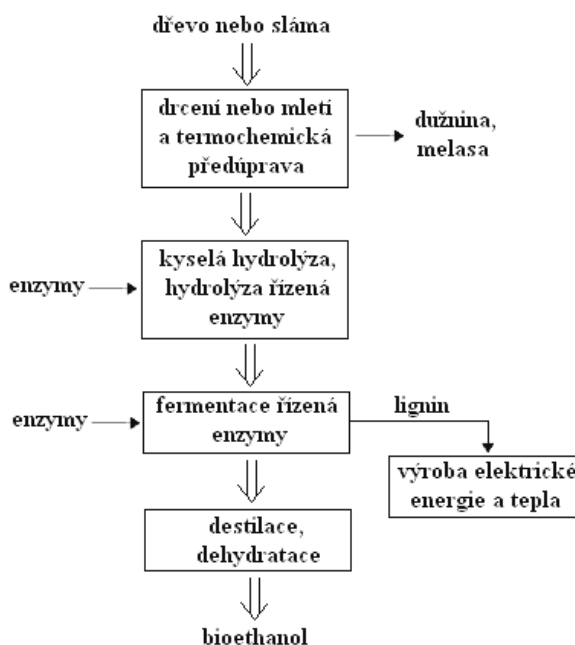 dřevo nebo sláma
drcení nebo mletí
a termochemická
předúprava
dužnina,
melasa
kyselá hydrolýza,
hydrolýza řízená
enzymy
enzymy
fermentace řízená
enzymy
enzymy
lignin
výroba elektrické
energie a tepla
destilace,
dehydratace
bioethanol